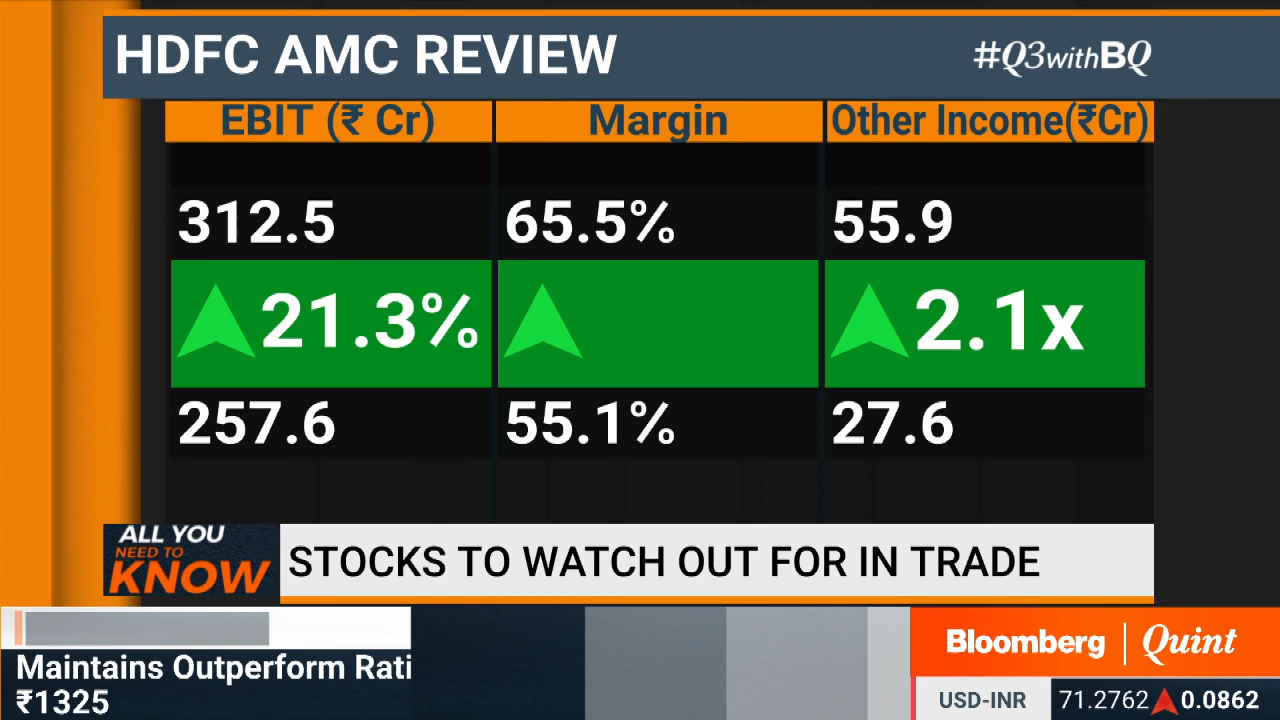 HDFC AMC REVIEW
#Q3withBQ
EBIT (₹ Cr) Margin Other Income(₹Cr)
312.5 65.5% 55.9
21.3% 2.1x
257.6 55.1% 27.6
ALL YOU
NEED TO
KNOW
STOCKS TO WATCH OUT FOR IN TRADE
Maintains Outperform Rati
₹1325
Bloomberg | Quint
USD-INR 71.2762 0.0862